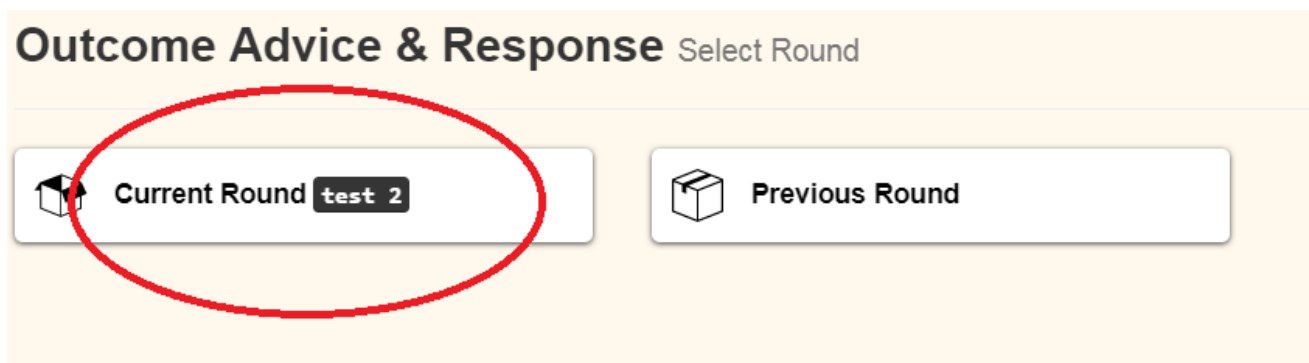 Outcome Advice & Response Select Round
Current Round test 2
Previous Round